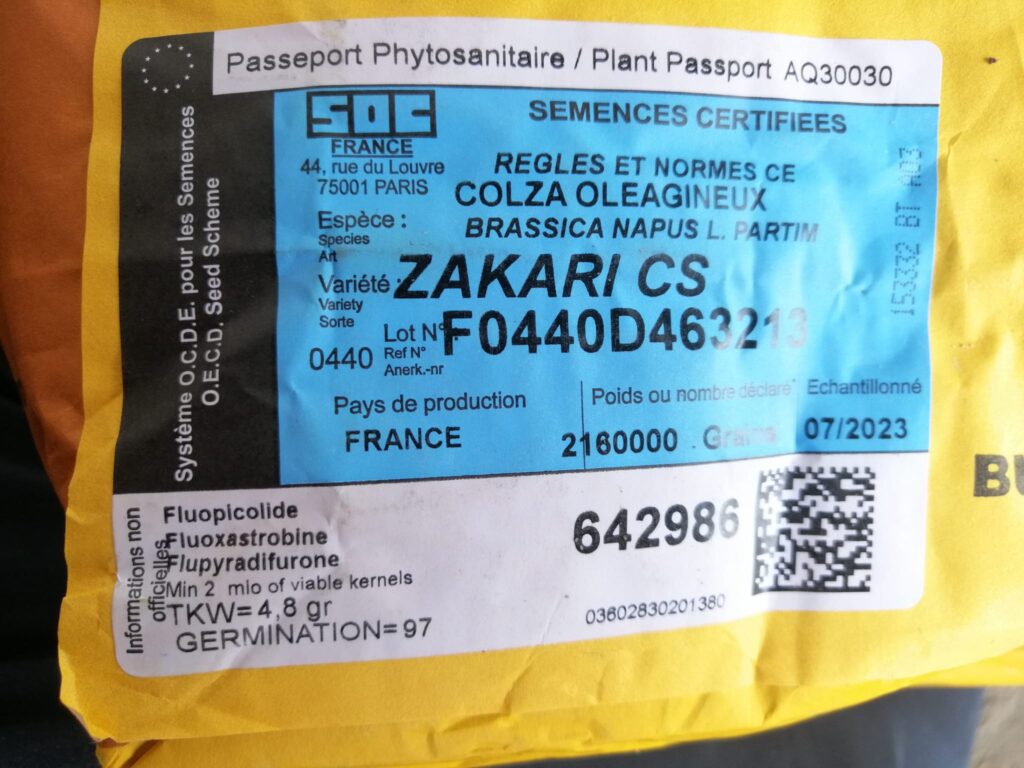 Passeport Phytosanitaire / Plant Passport AQ30030
Système O.C.D.E. pour les Semences
O.E.C.D. Seed Scheme
SOC
FRANCE
44, rue du Louvre
75001 PARIS
SEMENCES CERTIFIEES
REGLES ET NORMES CE
COLZA OLEAGINEUX
BRASSICA NAPUS L. PARTIM
Espèce :
Species
Art
Variété : ZAKARI CS
Variety
Sorte
0440
Lot N° F0440D463213
Ref N°
Anerk.-nr
Pays de production
FRANCE
Poids ou nombre déclaré
2160000 Grains
Echantillonné
07/2023
153332 BT A03
Informations non
officielles
Fluopicolide
Fluoxastrobine
Flupyradifurone
Min 2 mio of viable kernels
TKW= 4,8 gr
GERMINATION= 97
642986
03602830201380
BU